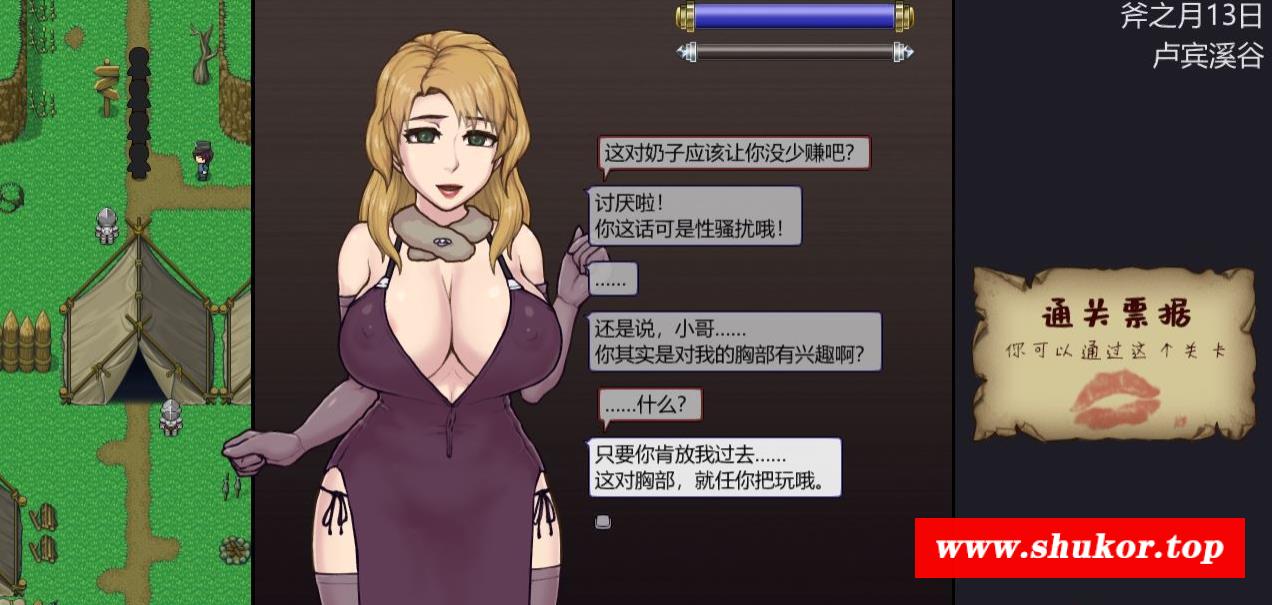 斧之月13日
卢宾溪谷
这对奶子应该让你没少赚吧？
讨厌啦！
你这话可是性骚扰哦！
……
还是说，小哥……
你其实是对我的胸部有兴趣啊？
……什么？
只要你肯放我过去……
这对胸部，就任你把玩哦。
通关票据
你可以通过这个关卡
www.shukor.top